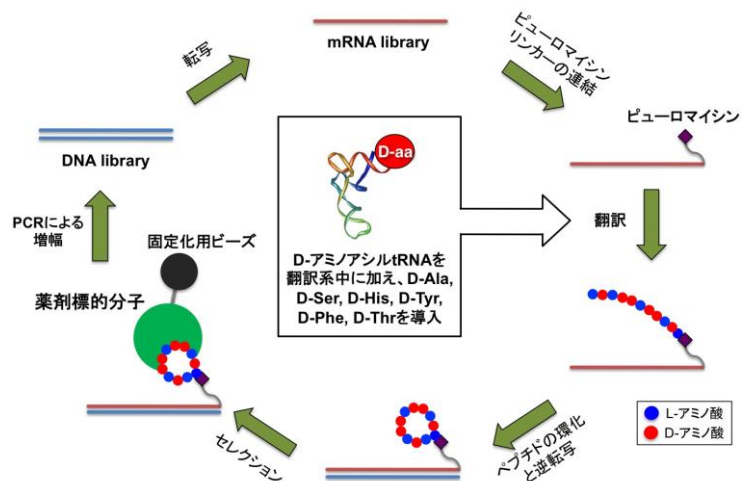 mRNA library
転写
ピューロマイシン
リンカーの連結
ピューロマイシン
DNA library
D-aa
翻訳
PCRによる
増幅
固定化用ビーズ
薬剤標的分子
D-アミノアシルtRNAを
翻訳系中に加え、D-Ala,
D-Ser, D-His, D-Tyr,
D-Phe, D-Thrを導入
セレクション
ペプチドの環化
と逆転写
L-アミノ酸
D-アミノ酸